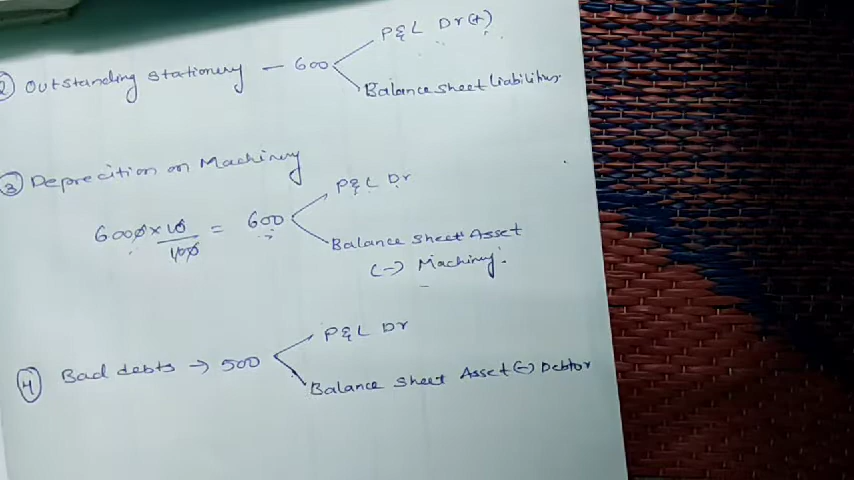 ② Outstanding stationery - 600
P&L Dr(+)
Balance sheet liabilities
③ Deprecition on Machinery
6000 × 10 / 100 = 600
P&L Dr
Balance sheet Asset
(-) Machinery.
④ Bad debts → 500
P&L Dr
Balance sheet Asset (-) Debtor